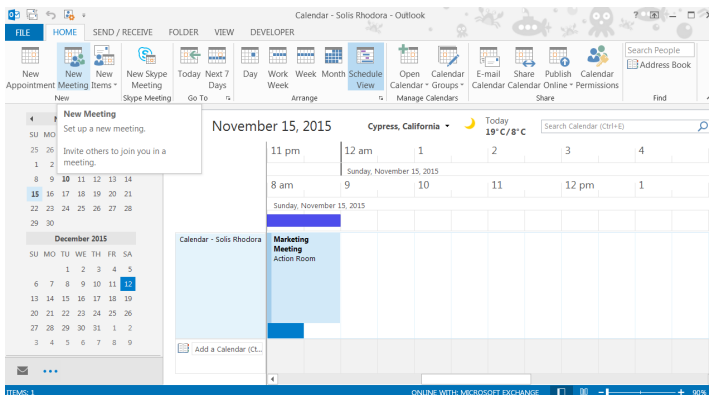 Calendar - Solis Rhodora - Outlook
?
FILE HOME SEND / RECEIVE FOLDER VIEW DEVELOPER
New Appointment
New Meeting
New Items
New Skype Meeting
Today
Next 7 Days
Day
Work Week
Week
Month
Schedule View
Open Calendar
Calendar Groups
E-mail Calendar
Share Calendar
Publish Online
Calendar Permissions
Search People
Address Book
New
Skype Meeting
Go To
Arrange
Manage Calendars
Share
Find
New Meeting
Set up a new meeting.
Invite others to join you in a
meeting.
SU MO
25 26
1 2
8 9 10 11 12 13 14
15 16 17 18 19 20 21
22 23 24 25 26 27 28
29 30
December 2015
SU MO TU WE TH FR SA
1 2 3 4 5
6 7 8 9 10 11 12
13 14 15 16 17 18 19
20 21 22 23 24 25 26
27 28 29 30 31 1 2
3 4 5 6 7 8 9
November 15, 2015
Cypress, California
Today
19°C/8°C
Search Calendar (Ctrl+E)
11 pm 12 am 1 2 3 4
Sunday, November 15, 2015
8 am 9 10 11 12 pm 1
Sunday, November 15, 2015
Calendar - Solis Rhodora
Marketing
Meeting
Action Room
Add a Calendar (Ct...
ITEMS: 1
ONLINE WITH: MICROSOFT EXCHANGE
90%